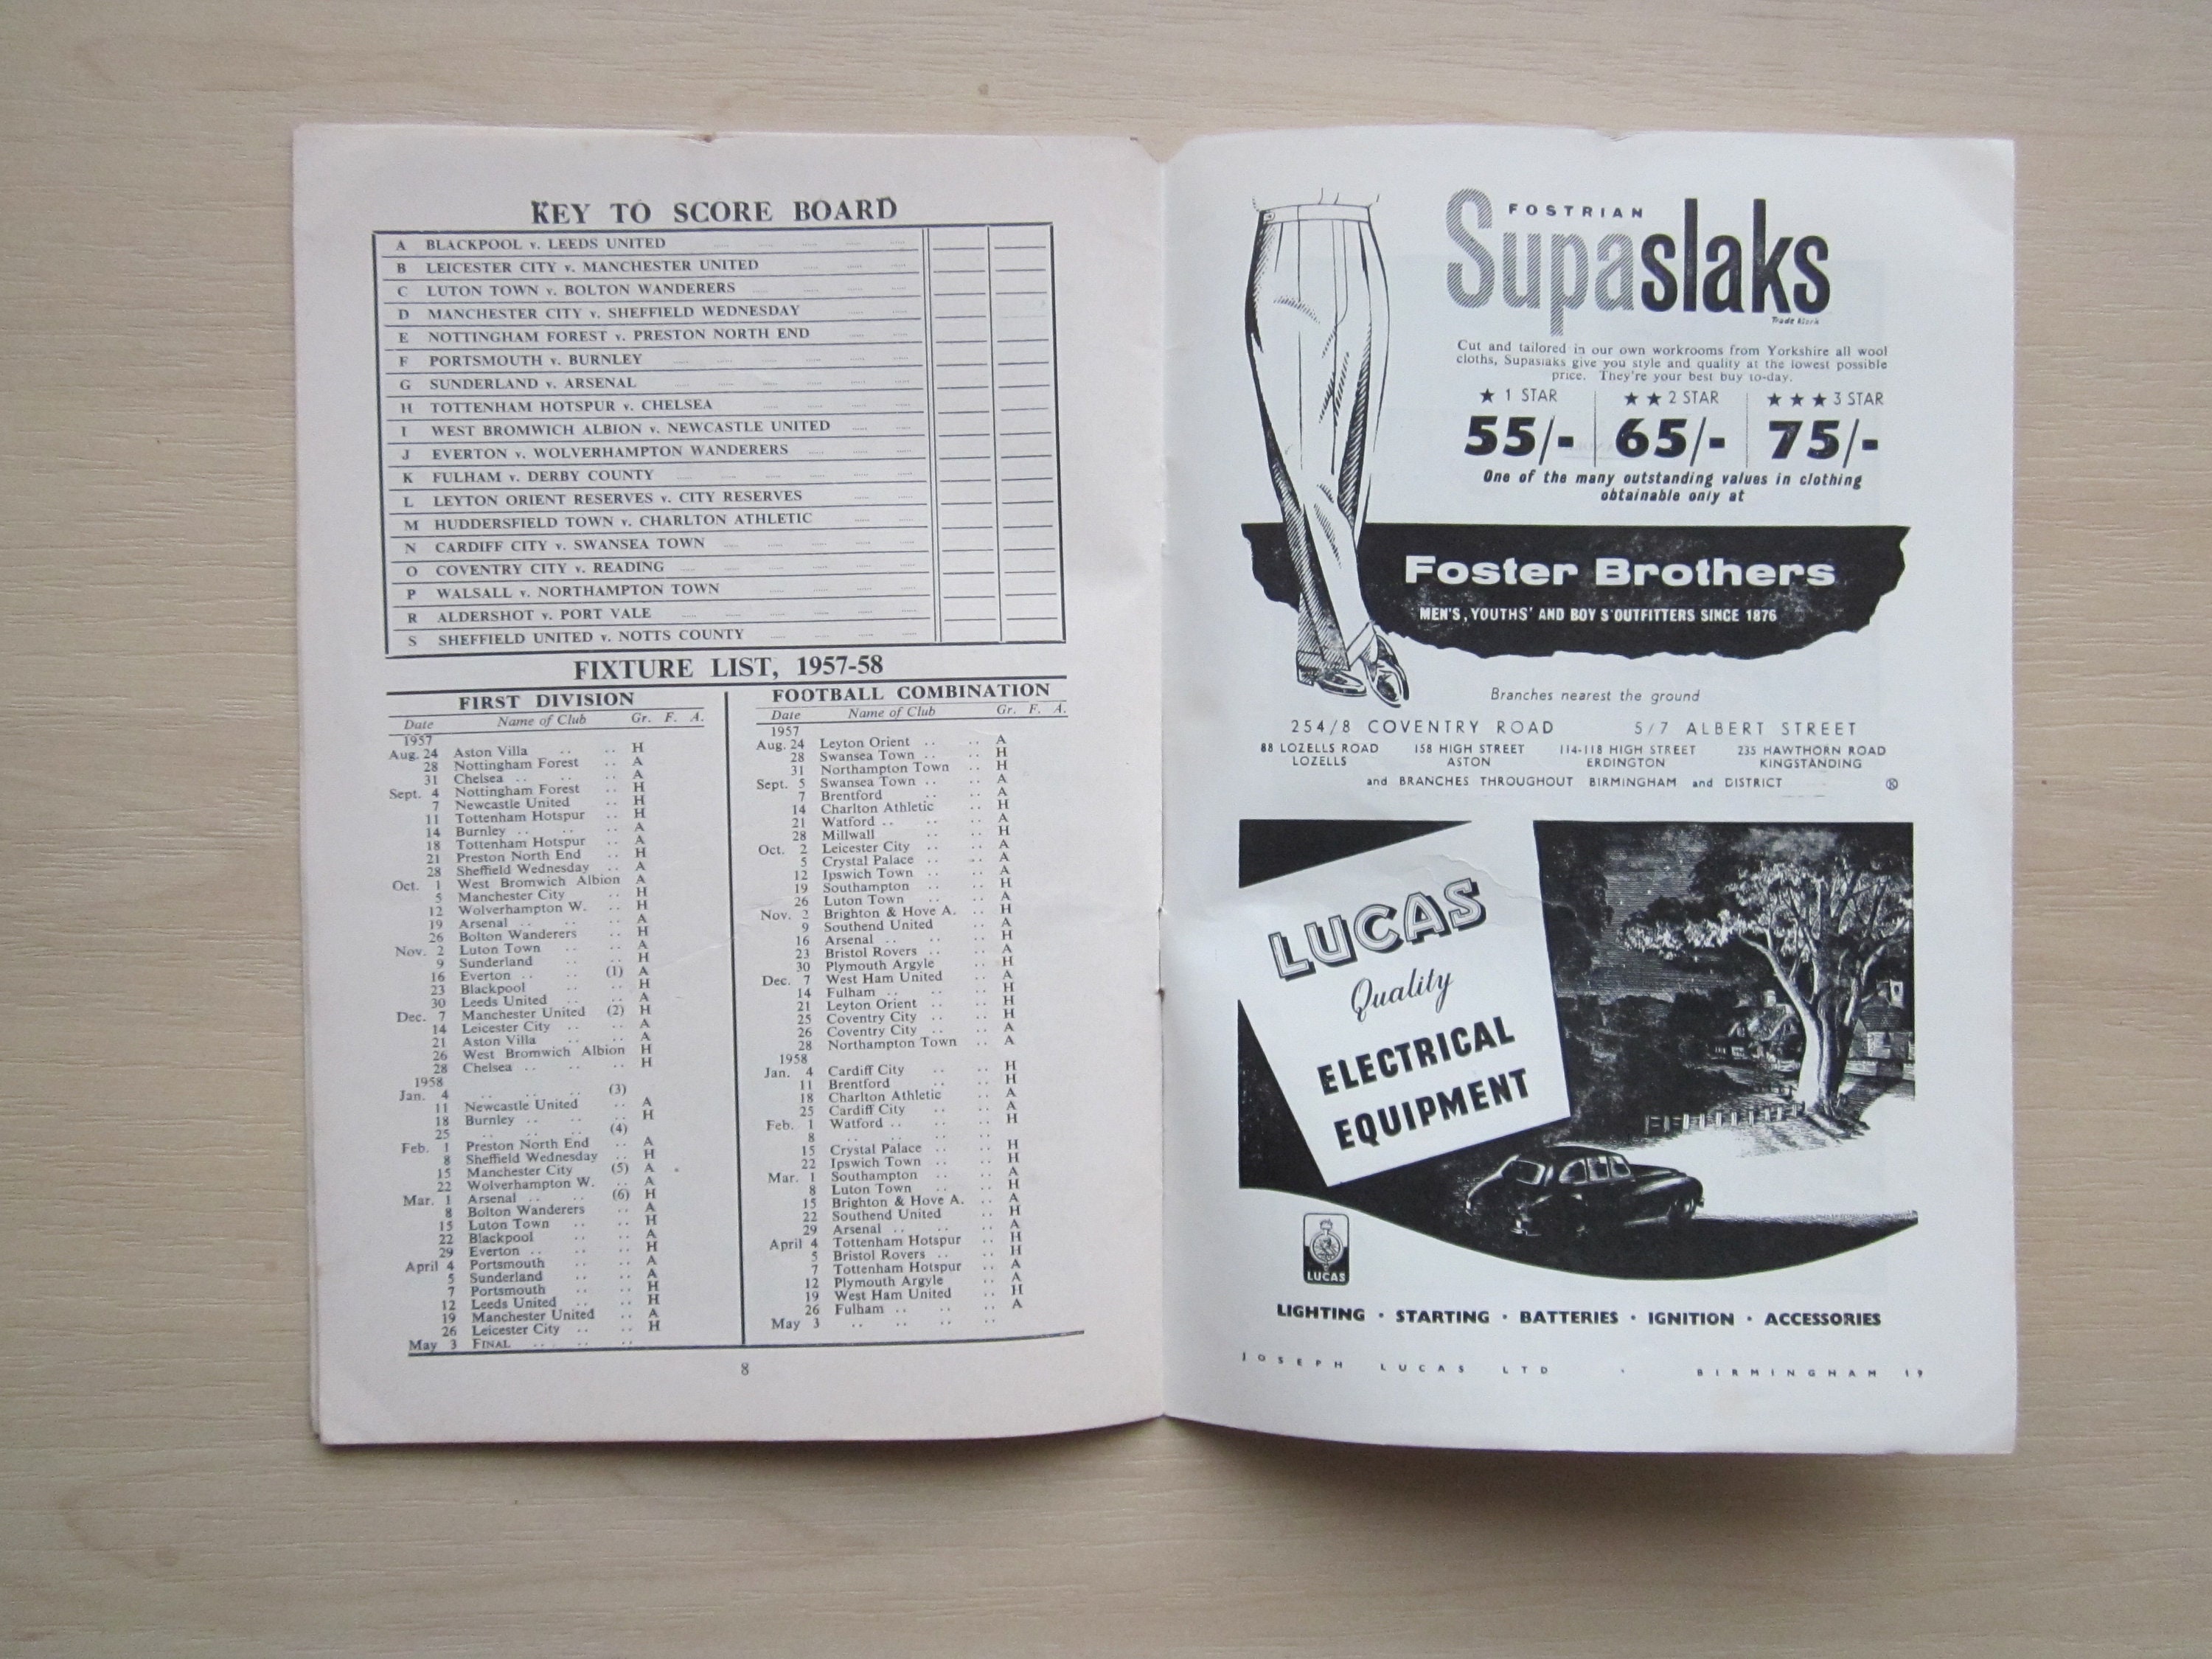 KEY TO SCORE BOARD
A BLACKPOOL v. LEEDS UNITED
B LEICESTER CITY v. MANCHESTER UNITED
C LUTON TOWN v. BOLTON WANDERERS
D MANCHESTER CITY v. SHEFFIELD WEDNESDAY
E NOTTINGHAM FOREST v. PRESTON NORTH END
F PORTSMOUTH v. BURNLEY
G SUNDERLAND v. ARSENAL
H TOTTENHAM HOTSPUR v. CHELSEA
I WEST BROMWICH ALBION v. NEWCASTLE UNITED
J EVERTON v. WOLVERHAMPTON WANDERERS
K FULHAM v. DERBY COUNTY
L LEYTON ORIENT RESERVES v. CITY RESERVES
M HUDDERSFIELD TOWN v. CHARLTON ATHLETIC
N CARDIFF CITY v. SWANSEA TOWN
O COVENTRY CITY v. READING
P WALSALL v. NORTHAMPTON TOWN
R ALDERSHOT v. PORT VALE
S SHEFFIELD UNITED v. NOTTS COUNTY
FIXTURE LIST, 1957-58
FIRST DIVISION
Date Name of Club Gr. F. A.
1957
Aug. 24 Aston Villa .. .. H
28 Nottingham Forest .. A
31 Chelsea .. .. .. A
Sept. 4 Nottingham Forest .. H
7 Newcastle United .. H
11 Tottenham Hotspur .. H
14 Burnley .. .. .. A
18 Tottenham Hotspur .. A
21 Preston North End .. H
28 Sheffield Wednesday .. A
Oct. 1 West Bromwich Albion A
5 Manchester City .. H
12 Wolverhampton W. .. H
19 Arsenal .. .. .. A
26 Bolton Wanderers .. H
Nov. 2 Luton Town .. .. A
9 Sunderland .. .. H
16 Everton .. .. (1) A
23 Blackpool .. .. H
30 Leeds United .. .. A
Dec. 7 Manchester United (2) H
14 Leicester City .. .. A
21 Aston Villa .. .. A
26 West Bromwich Albion H
28 Chelsea .. .. .. H
1958
Jan. 4 .. .. .. (3)
11 Newcastle United .. A
18 Burnley .. .. .. H
25 .. .. .. (4)
Feb. 1 Preston North End .. A
8 Sheffield Wednesday .. H
15 Manchester City (5) A
22 Wolverhampton W. .. A
Mar. 1 Arsenal .. .. (6) H
8 Bolton Wanderers .. A
15 Luton Town .. .. H
22 Blackpool .. .. A
29 Everton .. .. .. H
April 4 Portsmouth .. .. A
5 Sunderland .. .. A
7 Portsmouth .. .. H
12 Leeds United .. .. H
19 Manchester United .. A
26 Leicester City .. .. H
May 3 FINAL .. .. ..
FOOTBALL COMBINATION
Date Name of Club Gr. F. A.
1957
Aug. 24 Leyton Orient .. .. A
28 Swansea Town .. .. H
31 Northampton Town .. H
Sept. 5 Swansea Town .. .. A
7 Brentford .. .. A
14 Charlton Athletic .. H
21 Watford .. .. .. A
28 Millwall .. .. H
Oct. 2 Leicester City .. .. A
5 Crystal Palace .. .. A
12 Ipswich Town .. .. A
19 Southampton .. .. H
26 Luton Town .. .. A
Nov. 2 Brighton & Hove A. .. H
9 Southend United .. A
16 Arsenal .. .. .. H
23 Bristol Rovers .. .. A
30 Plymouth Argyle .. H
Dec. 7 West Ham United .. A
14 Fulham .. .. .. H
21 Leyton Orient .. .. H
25 Coventry City .. .. H
26 Coventry City .. .. A
28 Northampton Town .. A
1958
Jan. 4 Cardiff City .. .. H
11 Brentford .. .. H
18 Charlton Athletic .. A
25 Cardiff City .. .. A
Feb. 1 Watford .. .. .. H
8 .. .. .. ..
15 Crystal Palace .. .. H
22 Ipswich Town .. .. H
Mar. 1 Southampton .. .. A
8 Luton Town .. .. H
15 Brighton & Hove A. .. A
22 Southend United .. H
29 Arsenal .. .. .. A
April 4 Tottenham Hotspur .. H
5 Bristol Rovers .. .. H
7 Tottenham Hotspur .. A
12 Plymouth Argyle .. A
19 West Ham United .. H
26 Fulham .. .. .. A
May 3 .. .. .. ..
8
FOSTRIAN
Supaslaks
Trade Mark
Cut and tailored in our own workrooms from Yorkshire all wool
cloths, Supaslaks give you style and quality at the lowest possible
price. They're your best buy to-day.
★ 1 STAR ★★ 2 STAR ★★★ 3 STAR
55/- 65/- 75/-
One of the many outstanding values in clothing
obtainable only at
Foster Brothers
MEN'S, YOUTHS' AND BOY S'OUTFITTERS SINCE 1876
Branches nearest the ground
254/8 COVENTRY ROAD 5/7 ALBERT STREET
88 LOZELLS ROAD 158 HIGH STREET 114-118 HIGH STREET 235 HAWTHORN ROAD
LOZELLS ASTON ERDINGTON KINGSTANDING
and BRANCHES THROUGHOUT BIRMINGHAM and DISTRICT
LUCAS
Quality
ELECTRICAL
EQUIPMENT
LUCAS
LIGHTING · STARTING · BATTERIES · IGNITION · ACCESSORIES
JOSEPH LUCAS LTD · BIRMINGHAM 19